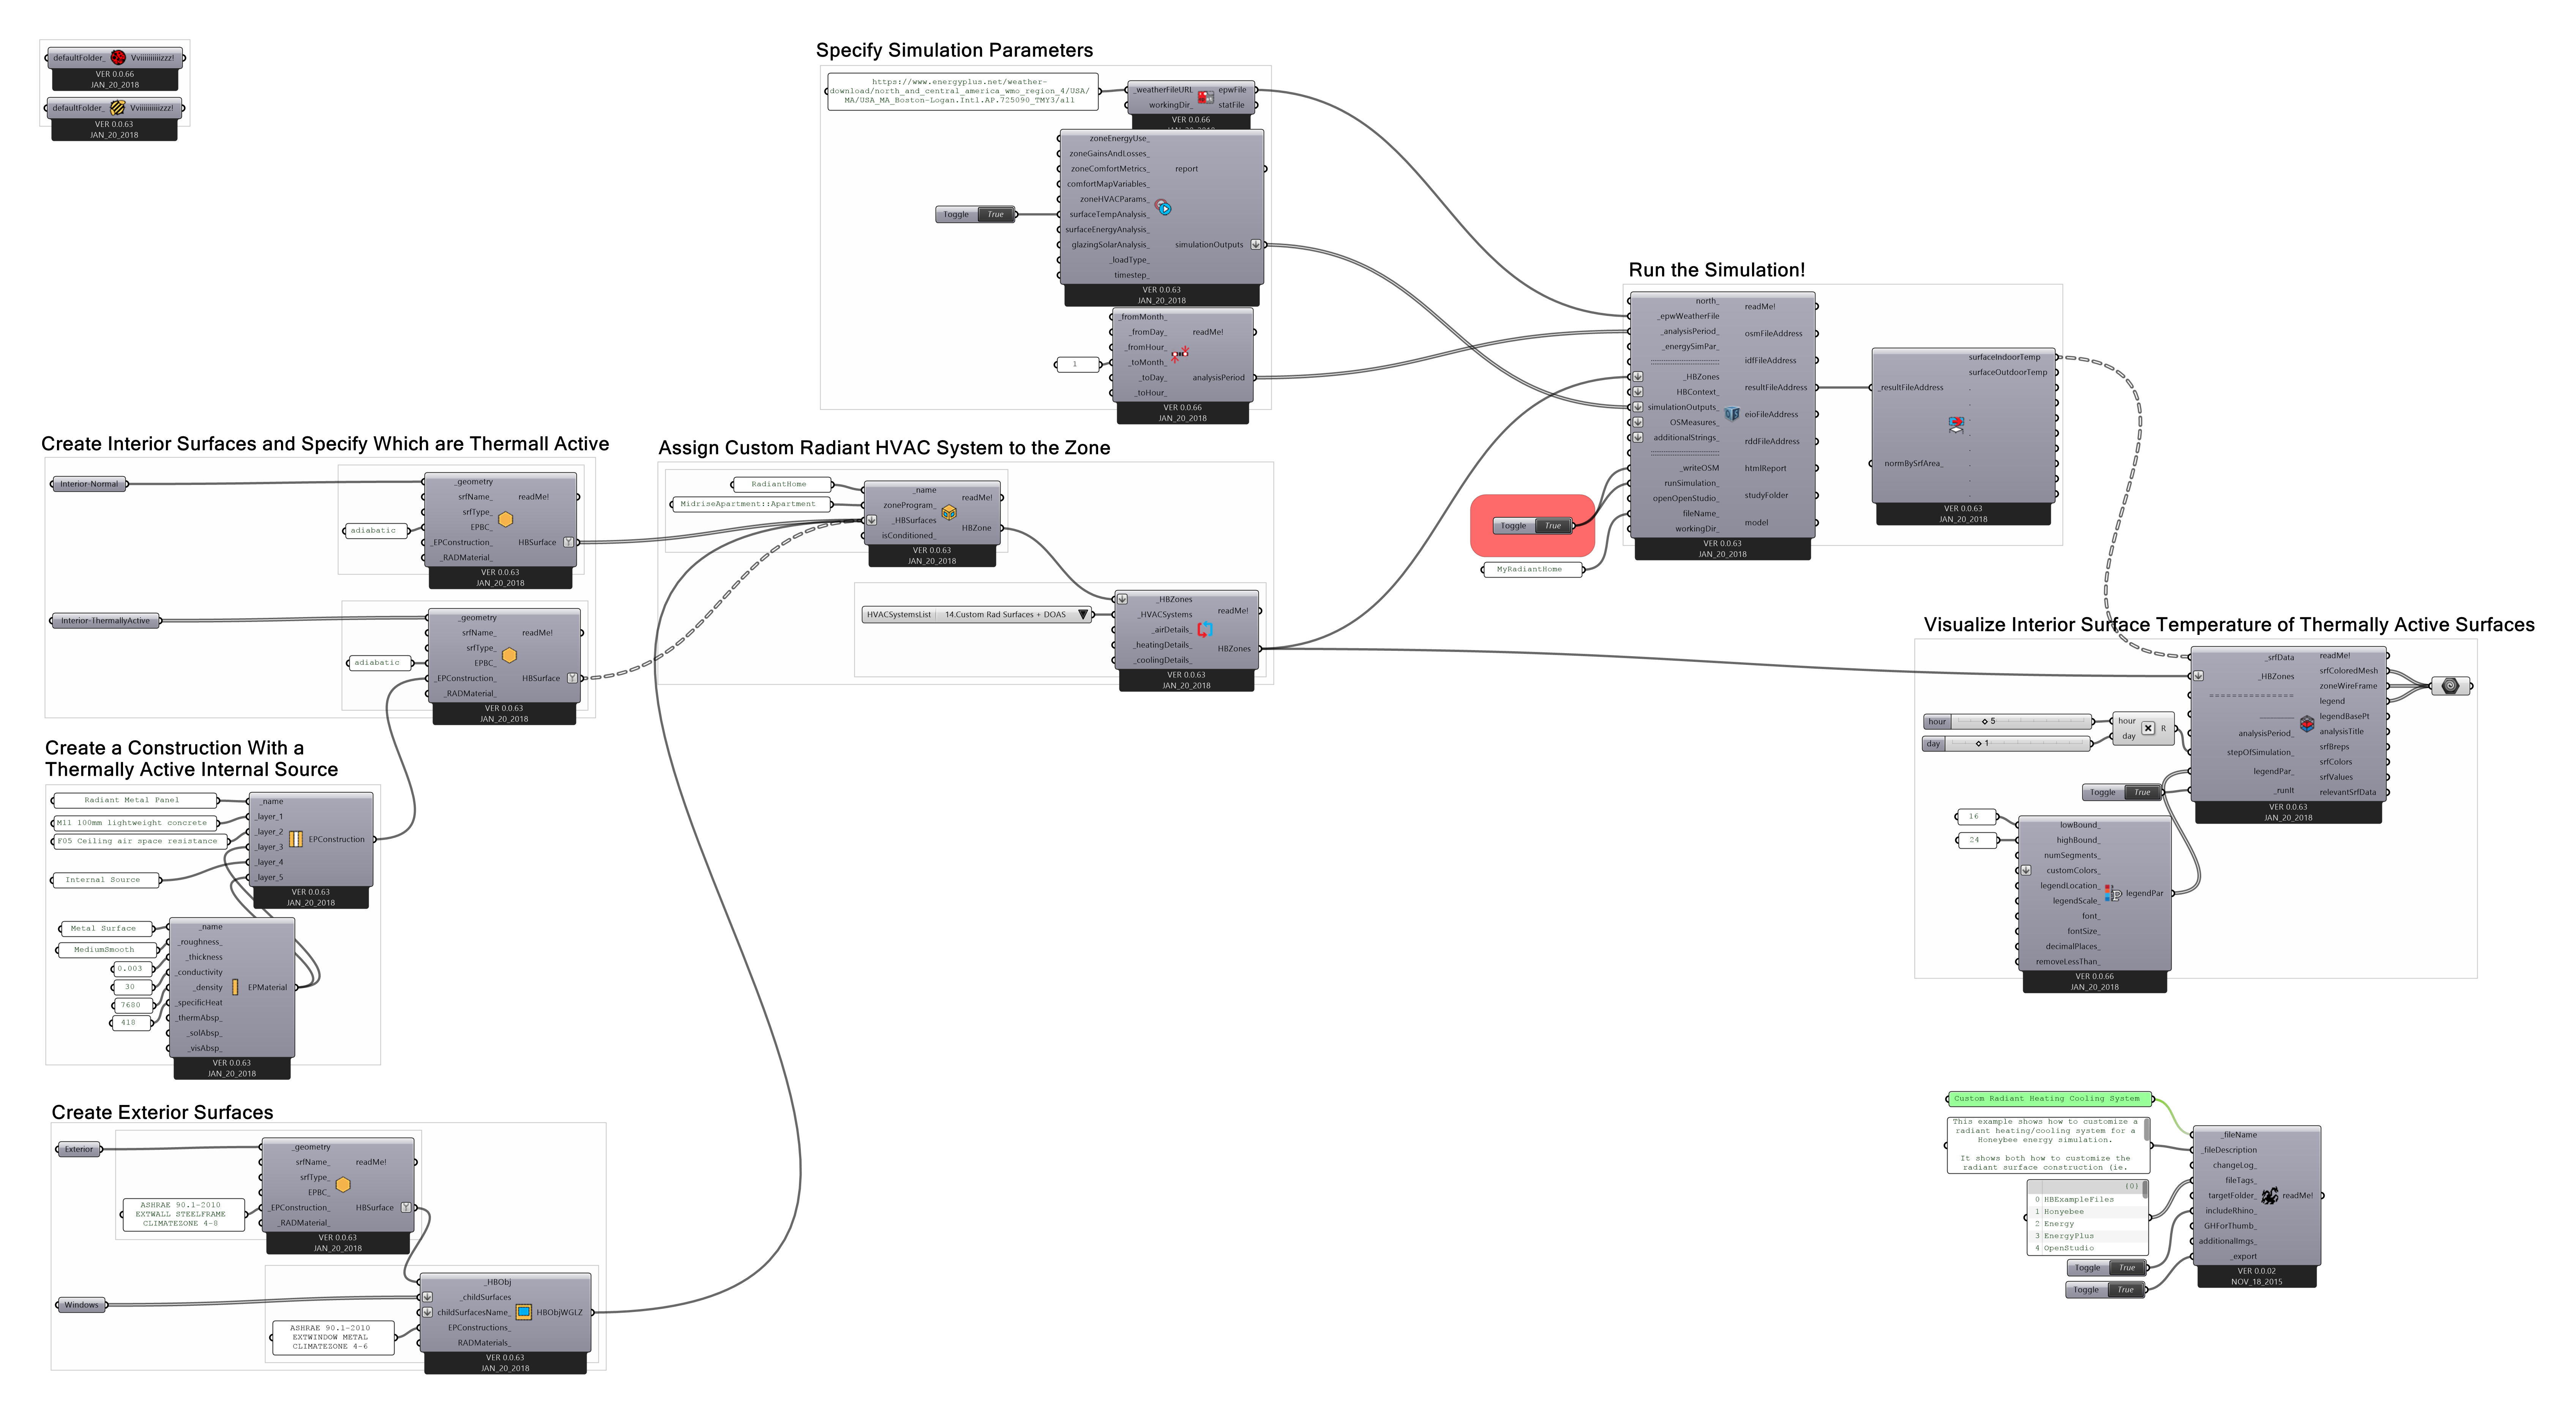 defaultFolder_ Vviiiiiiiiiizzz!
VER 0.0.66
JAN_20_2018
defaultFolder_ Vviiiiiiiiiizzz!
VER 0.0.63
JAN_20_2018
Specify Simulation Parameters
https://www.energyplus.net/weather-
download/north_and_central_america_wmo_region_4/USA/
MA/USA_MA_Boston-Logan.Intl.AP.725090_TMY3/all
_weatherFileURL epwFile
workingDir_ statFile
VER 0.0.66
zoneEnergyUse_
zoneGainsAndLosses_
zoneComfortMetrics_ report
comfortMapVariables_
zoneHVACParams_
Toggle True
surfaceTempAnalysis_
surfaceEnergyAnalysis_
glazingSolarAnalysis_ simulationOutputs
_loadType_
timestep_
VER 0.0.63
JAN_20_2018
_fromMonth_
_fromDay_ readMe!
_fromHour_
1
_toMonth_
_toDay_ analysisPeriod
_toHour_
VER 0.0.66
JAN_20_2018
Run the Simulation!
north_
readMe!
_epwWeatherFile
_analysisPeriod_ osmFileAddress
_energySimPar_
idfFileAddress
_HBZones
resultFileAddress
HBContext_
simulationOutputs_
eioFileAddress
OSMeasures_
additionalStrings_ rddFileAddress
_writeOSM htmlReport
runSimulation_
openOpenStudio_ studyFolder
fileName_
workingDir_ model
VER 0.0.63
JAN_20_2018
Toggle True
MyRadiantHome
surfaceIndoorTemp
surfaceOutdoorTemp
_resultFileAddress
normBySrfArea_
VER 0.0.63
JAN_20_2018
Create Interior Surfaces and Specify Which are Thermall Active
Interior-Normal
_geometry
srfName_ readMe!
srfType_
adiabatic
EPBC_
_EPConstruction_ HBSurface
_RADMaterial_
VER 0.0.63
JAN_20_2018
Interior-ThermallyActive
_geometry
srfName_ readMe!
srfType_
adiabatic
EPBC_
_EPConstruction_ HBSurface
_RADMaterial_
VER 0.0.63
JAN_20_2018
Assign Custom Radiant HVAC System to the Zone
RadiantHome
MidriseApartment::Apartment
_name
readMe!
zoneProgram_
_HBSurfaces
HBZone
isConditioned_
VER 0.0.63
JAN_20_2018
HVACSystemsList 14.Custom Rad Surfaces + DOAS
_HBZones
readMe!
_HVACSystems
_airDetails_
_heatingDetails_ HBZones
_coolingDetails_
VER 0.0.63
JAN_20_2018
Create a Construction With a
Thermally Active Internal Source
Radiant Metal Panel
M11 100mm lightweight concrete
F05 Ceiling air space resistance
Internal Source
_name
_layer_1
_layer_2
EPConstruction
_layer_3
_layer_4
_layer_5
VER 0.0.63
JAN_20_2018
Metal Surface
MediumSmooth
0.003
30
7680
418
_name
_roughness_
_thickness
_conductivity
_density EPMaterial
_specificHeat
_thermAbsp_
_solAbsp_
_visAbsp_
VER 0.0.63
JAN_20_2018
Create Exterior Surfaces
Exterior
_geometry
srfName_ readMe!
srfType_
EPBC_
ASHRAE 90.1-2010
EXTWALL STEELFRAME
CLIMATEZONE 4-8
_EPConstruction_ HBSurface
_RADMaterial_
VER 0.0.63
JAN_20_2018
Windows
_HBObj
_childSurfaces
childSurfacesName_ HBObjWGLZ
EPConstructions_
RADMaterials_
ASHRAE 90.1-2010
EXTWINDOW METAL
CLIMATEZONE 4-6
VER 0.0.63
JAN_20_2018
Visualize Interior Surface Temperature of Thermally Active Surfaces
_srfData readMe!
srfColoredMesh
_HBZones
zoneWireFrame
==============
legend
legendBasePt
analysisPeriod_ analysisTitle
srfBreps
stepOfSimulation_
srfColors
legendPar_
srfValues
_runIt relevantSrfData
VER 0.0.63
JAN_20_2018
hour 5
day 1
hour
day
R
Toggle True
16
24
lowBound_
highBound_
numSegments_
customColors_
legendLocation_
legendPar
legendScale_
font_
fontSize_
decimalPlaces_
removeLessThan_
VER 0.0.66
JAN_20_2018
Custom Radiant Heating Cooling System
This example shows how to customize a
radiant heating/cooling system for a
Honeybee energy simulation.
It shows both how to customize the
radiant surface construction (ie.
{0}
0 HBExampleFiles
1 Honyebee
2 Energy
3 EnergyPlus
4 OpenStudio
Toggle True
Toggle True
_fileName
_fileDescription
changeLog_
fileTags_
targetFolder_ readMe!
includeRhino_
GHForThumb_
additionalImgs_
_export
VER 0.0.02
NOV_18_2015